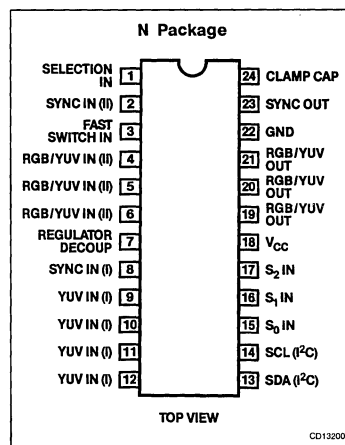 N Package
SELECTION
IN
1
24
CLAMP CAP
SYNC IN (II)
2
23
SYNC OUT
FAST
SWITCH IN
3
22
GND
RGB/YUV IN (II)
4
21
RGB/YUV
OUT
RGB/YUV IN (II)
5
20
RGB/YUV
OUT
RGB/YUV IN (II)
6
19
RGB/YUV
OUT
REGULATOR
DECOUP
7
18
VCC
SYNC IN (I)
8
17
S2 IN
YUV IN (I)
9
16
S1 IN
YUV IN (I)
10
15
S0 IN
YUV IN (I)
11
14
SCL (I²C)
YUV IN (I)
12
13
SDA (I²C)
TOP VIEW
CD13200